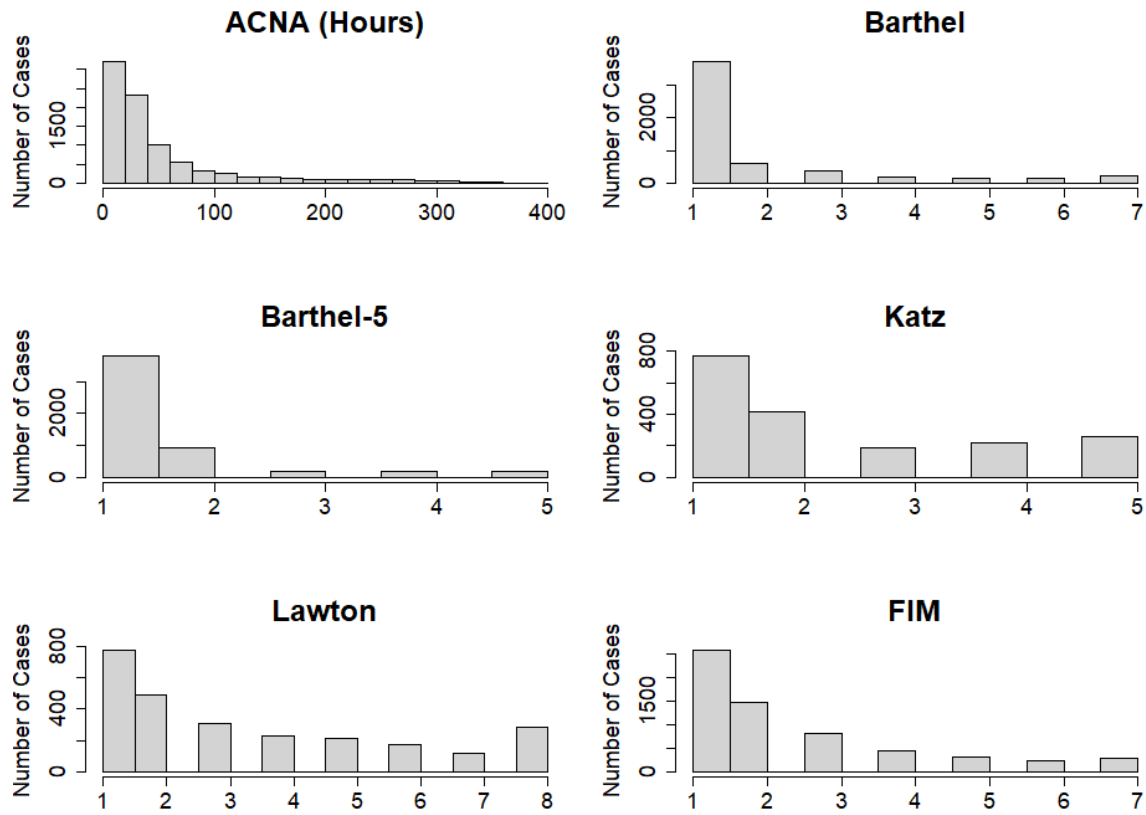 ACNA (Hours)
Number of Cases
0 1500
0 100 200 300 400
Barthel
Number of Cases
0 2000
1 2 3 4 5 6 7
Barthel-5
Number of Cases
0 2000
1 2 3 4 5
Katz
Number of Cases
0 400 800
1 2 3 4 5
Lawton
Number of Cases
0 400 800
1 2 3 4 5 6 7 8
FIM
Number of Cases
0 1500
1 2 3 4 5 6 7